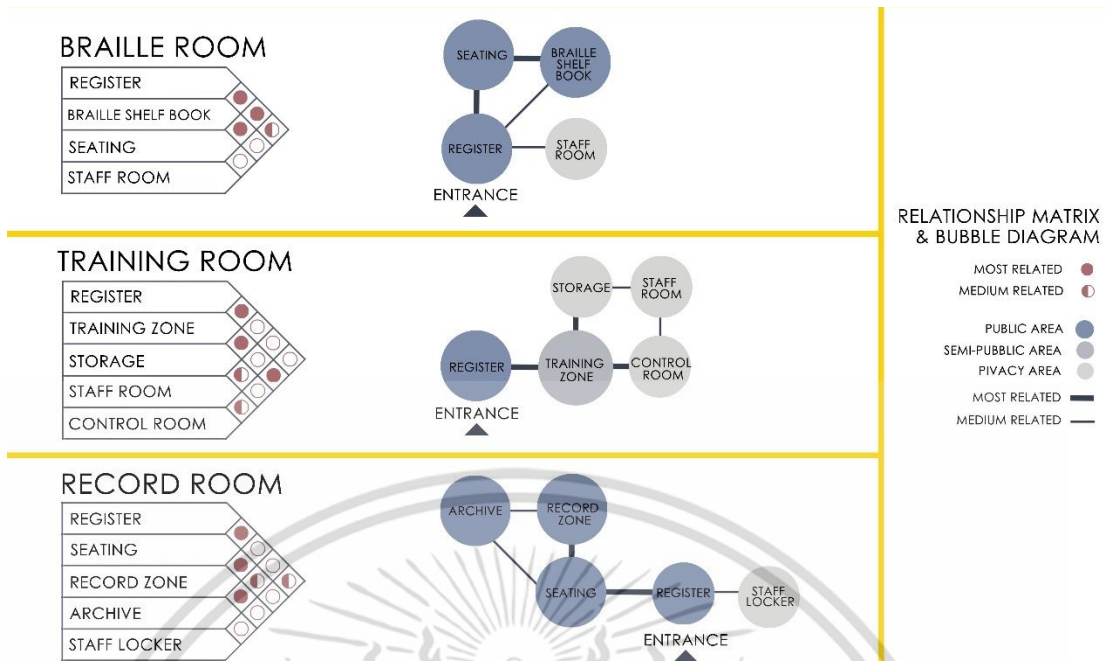 BRAILLE ROOM
REGISTER
BRAILLE SHELF BOOK
SEATING
STAFF ROOM
SEATING
BRAILLE
SHELF
BOOK
REGISTER
STAFF
ROOM
ENTRANCE
TRAINING ROOM
REGISTER
TRAINING ZONE
STORAGE
STAFF ROOM
CONTROL ROOM
STORAGE
STAFF
ROOM
REGISTER
TRAINING
ZONE
CONTROL
ROOM
ENTRANCE
RECORD ROOM
REGISTER
SEATING
RECORD ZONE
ARCHIVE
STAFF LOCKER
ARCHIVE
RECORD
ZONE
SEATING
REGISTER
STAFF
LOCKER
ENTRANCE
RELATIONSHIP MATRIX
& BUBBLE DIAGRAM
MOST RELATED
MEDIUM RELATED
PUBLIC AREA
SEMI-PUBBLIC AREA
PIVACY AREA
MOST RELATED
MEDIUM RELATED